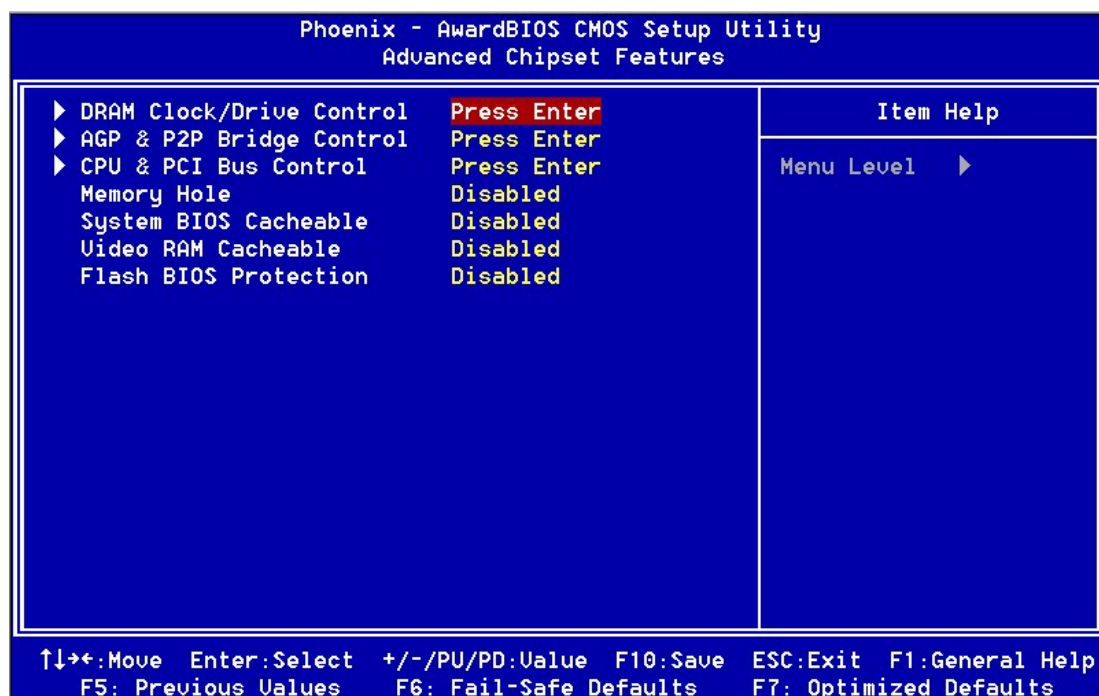 Phoenix - AwardBIOS CMOS Setup Utility
Advanced Chipset Features
DRAM Clock/Drive Control Press Enter
AGP & P2P Bridge Control Press Enter
CPU & PCI Bus Control Press Enter
Memory Hole Disabled
System BIOS Cacheable Disabled
Video RAM Cacheable Disabled
Flash BIOS Protection Disabled
Item Help
Menu Level
↑↓→←:Move Enter:Select +/-/PU/PD:Value F10:Save ESC:Exit F1:General Help
F5: Previous Values F6: Fail-Safe Defaults F7: Optimized Defaults